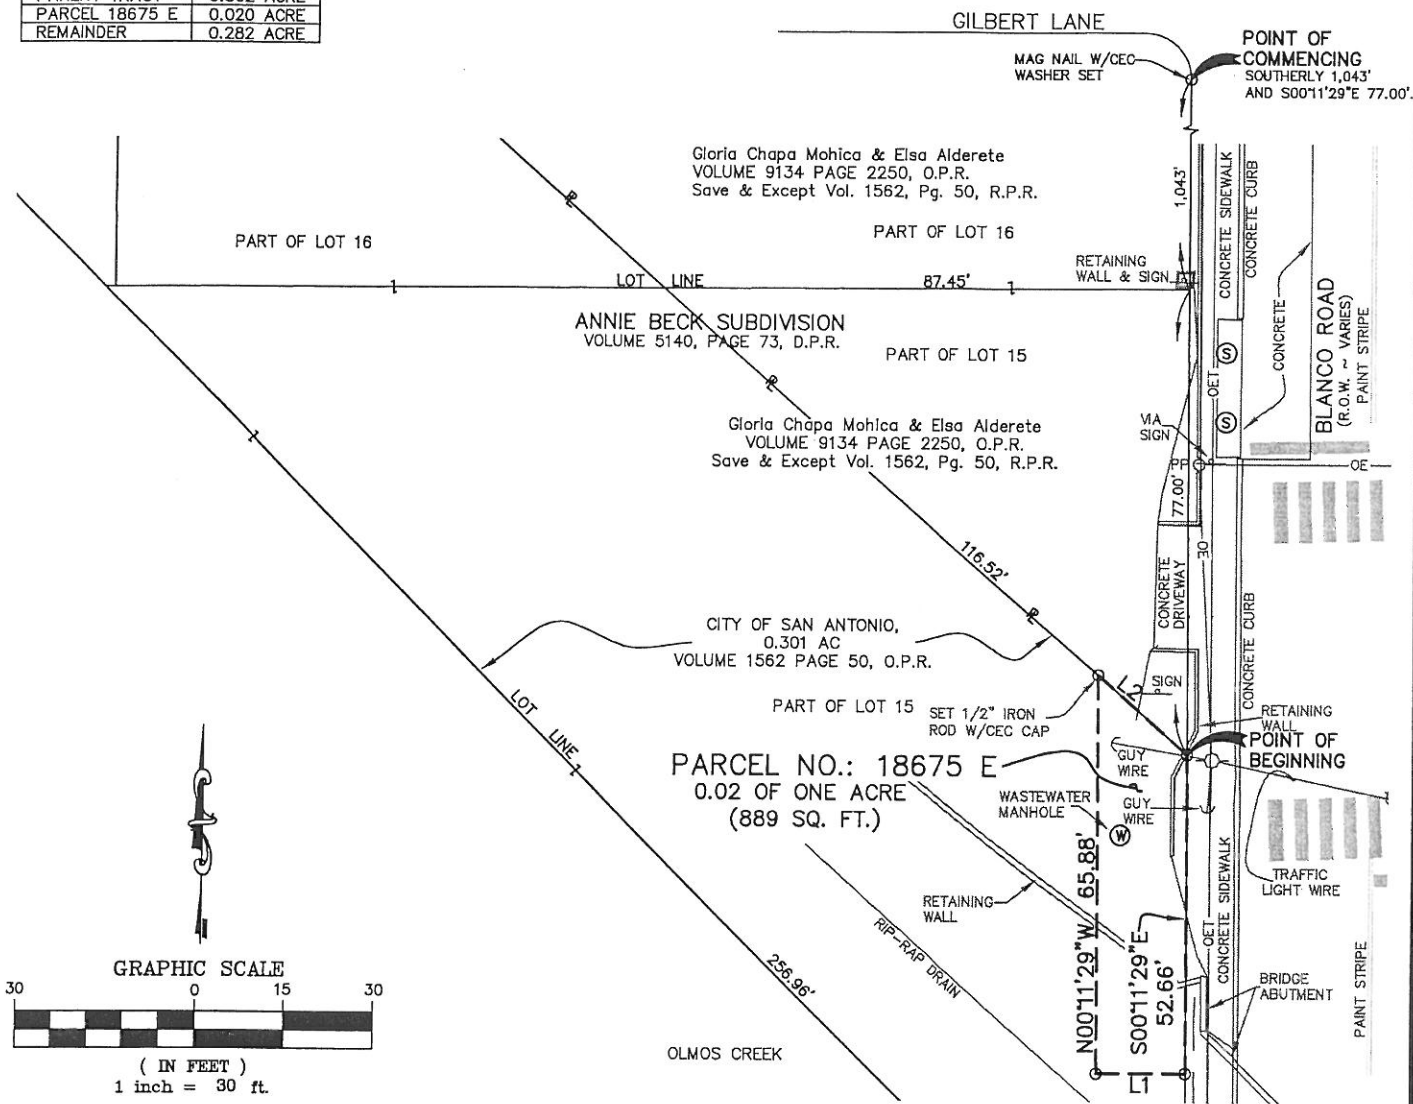 PARCEL 18675 E 0.020 ACRE
REMAINDER 0.282 ACRE
GILBERT LANE
MAG NAIL W/CEC
WASHER SET
POINT OF
COMMENCING
SOUTHERLY 1,043'
AND S00°11'29"E 77.00'.
Gloria Chapa Mohica & Elsa Alderete
VOLUME 9134 PAGE 2250, O.P.R.
Save & Except Vol. 1562, Pg. 50, R.P.R.
1,043'
CONCRETE SIDEWALK
CONCRETE CURB
PART OF LOT 16
PART OF LOT 16
RETAINING
WALL & SIGN
LOT LINE
87.45'
ANNIE BECK SUBDIVISION
VOLUME 5140, PAGE 73, D.P.R.
PART OF LOT 15
CONCRETE
BLANCO ROAD
(R.O.W. ~ VARIES)
PAINT STRIPE
OET
S
S
Gloria Chapa Mohica & Elsa Alderete
VOLUME 9134 PAGE 2250, O.P.R.
Save & Except Vol. 1562, Pg. 50, R.P.R.
VIA
SIGN
PP
OE
77.00'
OE
116.52'
CONCRETE
DRIVEWAY
CONCRETE CURB
CITY OF SAN ANTONIO,
0.301 AC
VOLUME 1562 PAGE 50, O.P.R.
L2
SIGN
PART OF LOT 15
SET 1/2" IRON
ROD W/CEC CAP
RETAINING
WALL
POINT OF
BEGINNING
LOT LINE
PARCEL NO.: 18675 E
0.02 OF ONE ACRE
(889 SQ. FT.)
GUY
WIRE
WASTEWATER
MANHOLE
GUY
WIRE
W
TRAFFIC
LIGHT WIRE
RETAINING
WALL
N00°11'29"W 65.88'
S00°11'29"E
52.66'
OET
CONCRETE SIDEWALK
RIP-RAP DRAIN
256.96'
BRIDGE
ABUTMENT
PAINT STRIPE
GRAPHIC SCALE
30 0 15 30
( IN FEET )
1 inch = 30 ft.
OLMOS CREEK
L1